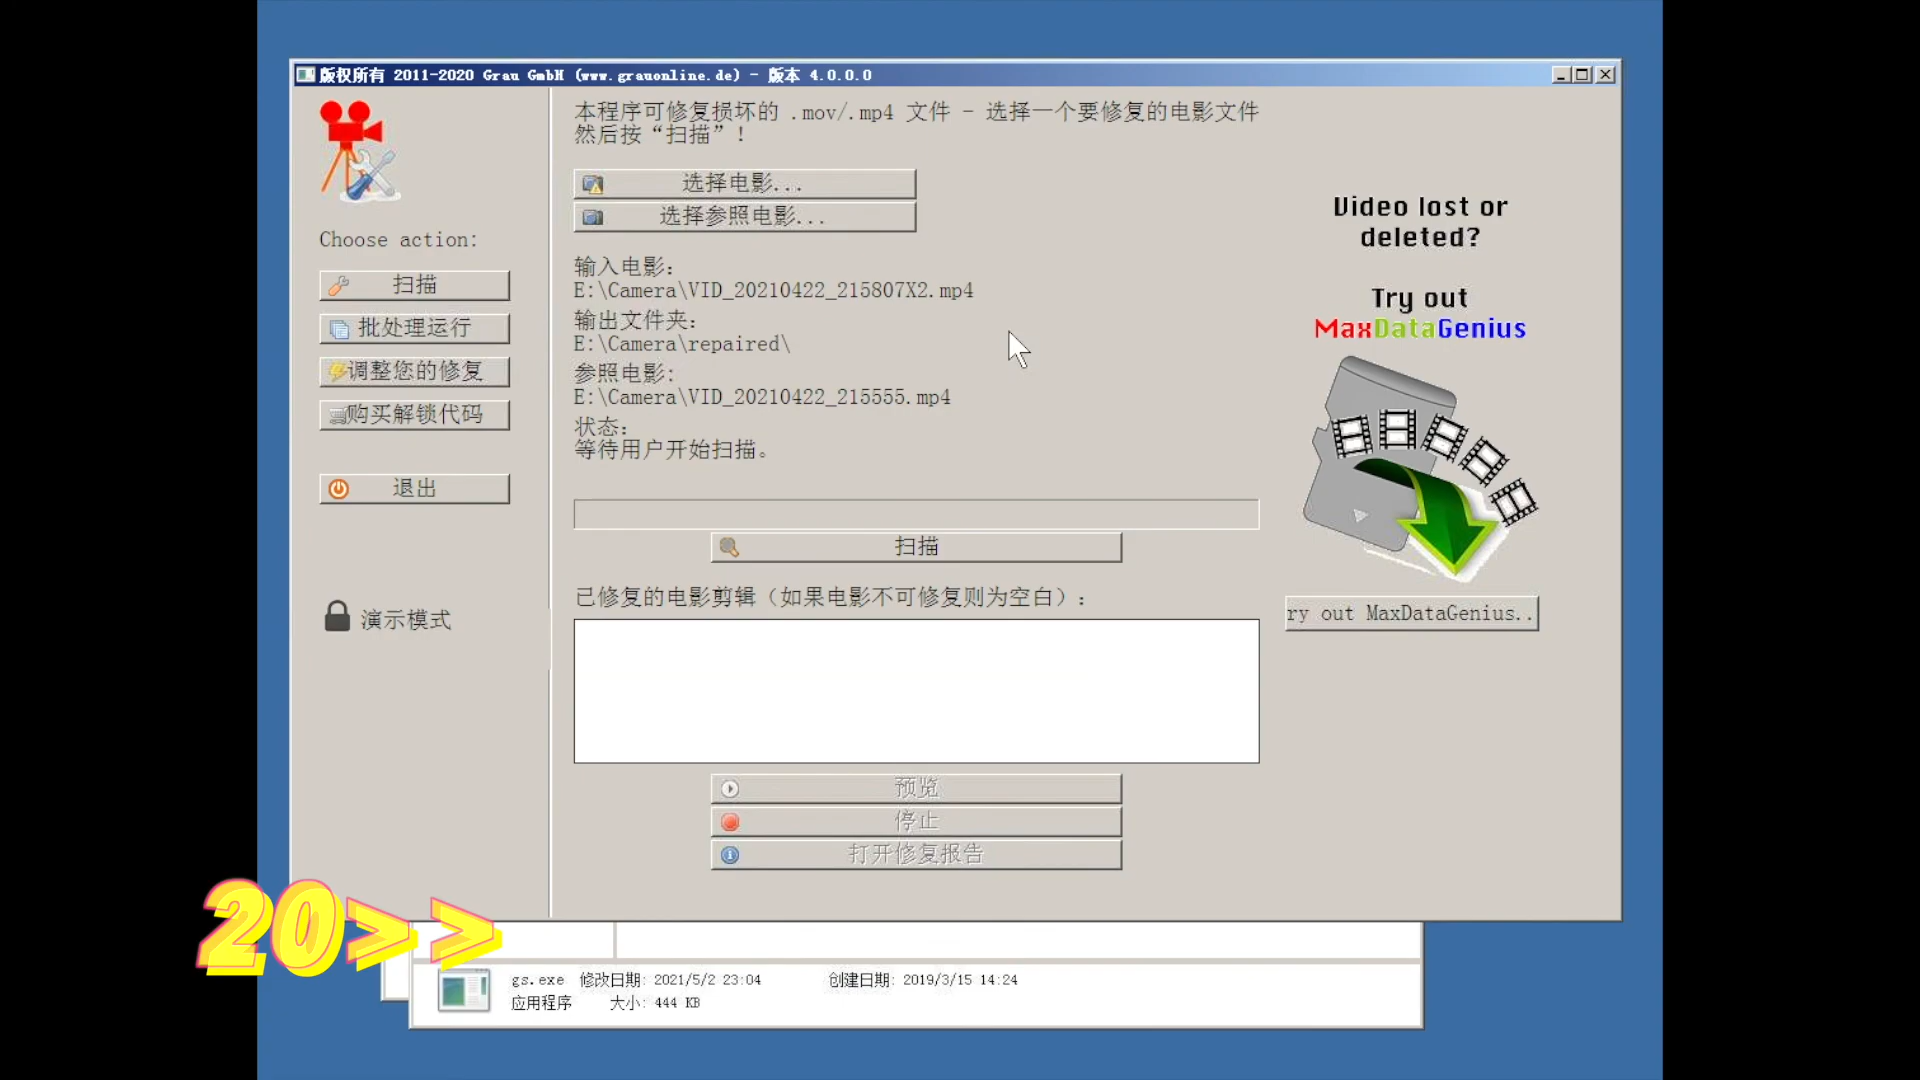 版权所有 2011-2020 Grau GmbH (www.grauonline.de) - 版本 4.0.0.0
本程序可修复损坏的 .mov/.mp4 文件 - 选择一个要修复的电影文件
然后按“扫描”!
选择电影...
选择参照电影...
Choose action:
扫描
批处理运行
调整您的修复
购买解锁代码
退出
演示模式
输入电影:
E:\Camera\VID_20210422_215807X2.mp4
输出文件夹:
E:\Camera\repaired\
参照电影:
E:\Camera\VID_20210422_215555.mp4
状态:
等待用户开始扫描。
扫描
已修复的电影剪辑（如果电影不可修复则为空白）:
预览
停止
打开修复报告
Video lost or
deleted?
Try out
MaxDataGenius
ry out MaxDataGenius..
20>>
gs.exe 修改日期: 2021/5/2 23:04 创建日期: 2019/3/15 14:24
应用程序 大小: 444 KB